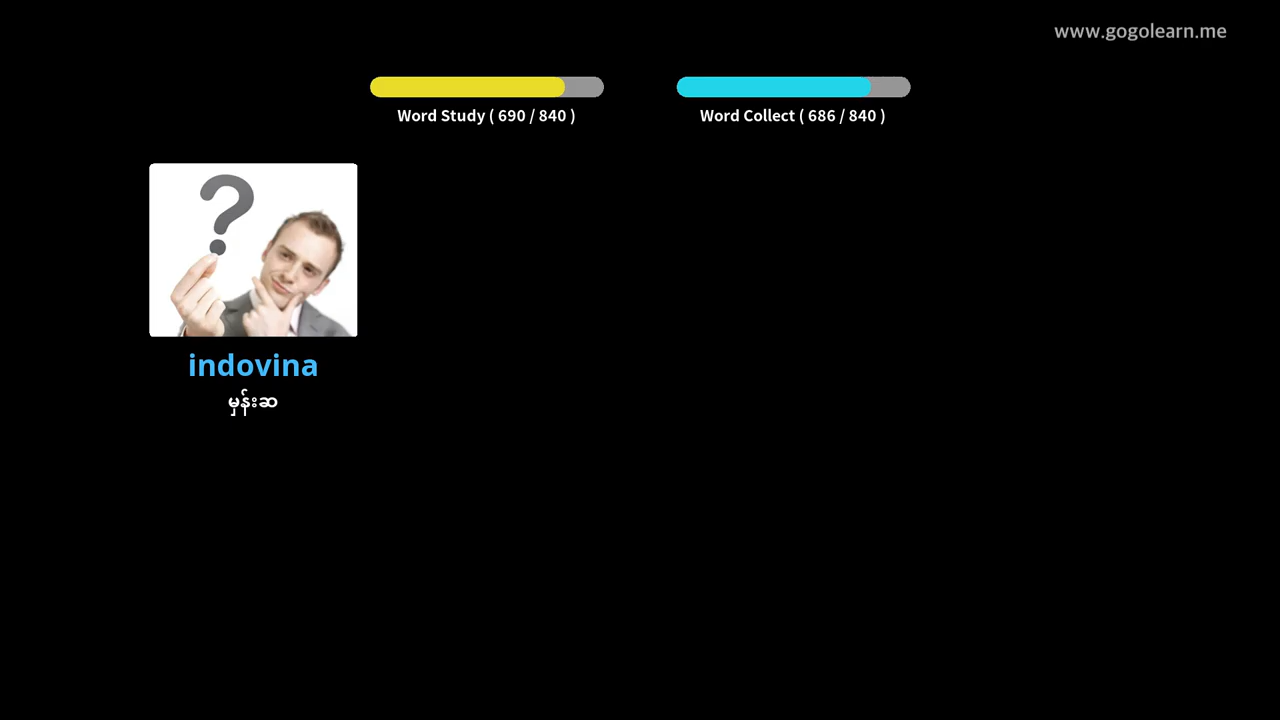 www.gogolearn.me
Word Study ( 690 / 840 )
Word Collect ( 686 / 840 )
?
indovina
မှန်းဆ